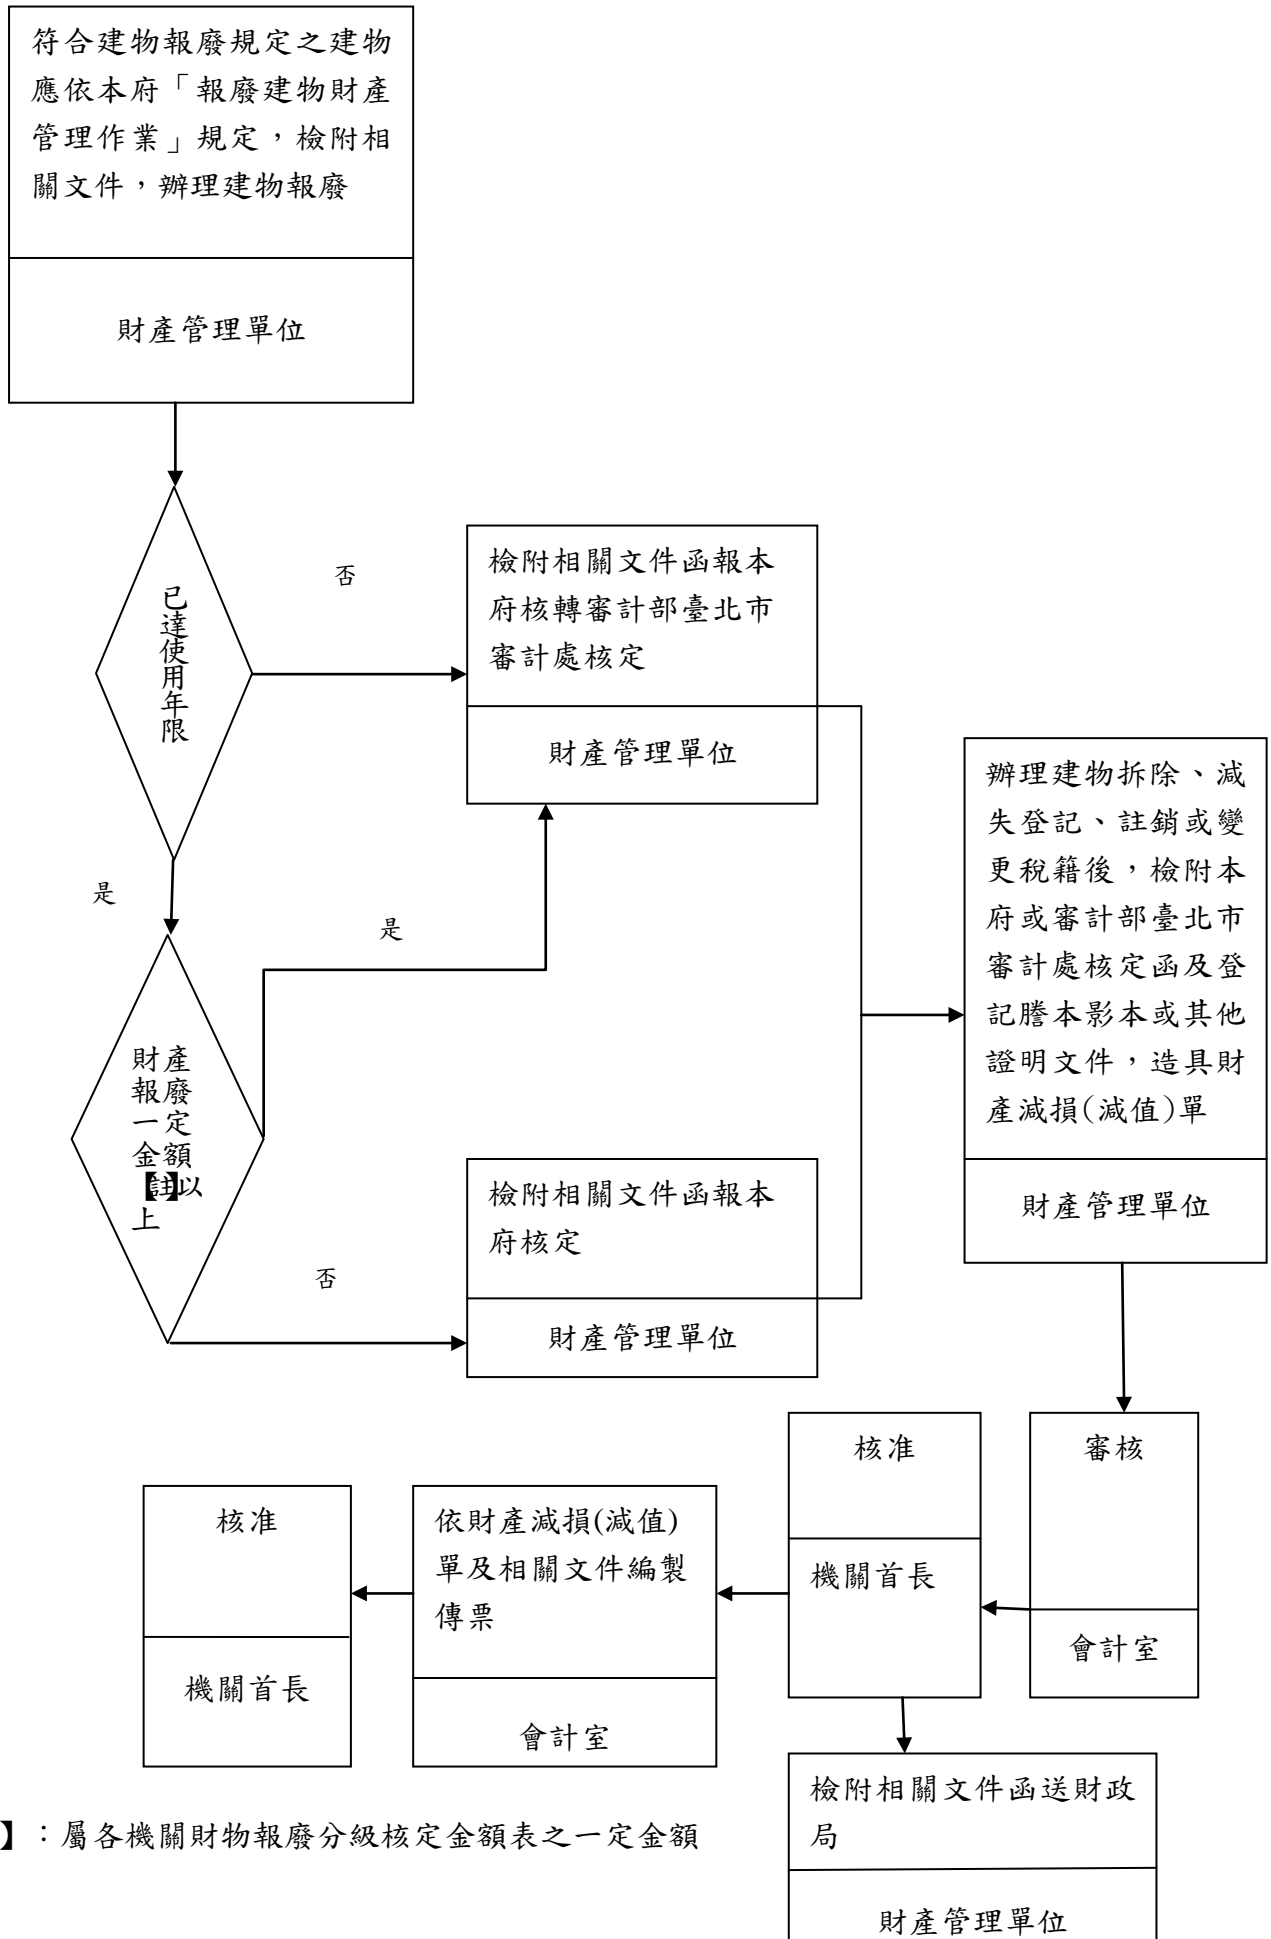 符合建物報廢規定之建物
應依本府「報廢建物財產
管理作業」規定，檢附相
關文件，辦理建物報廢
財產管理單位
已達使用年限
否
檢附相關文件函報本
府核轉審計部臺北市
審計處核定
財產管理單位
是
是
財產
報廢
一定
金額
【註】以
上
否
檢附相關文件函報本
府核定
財產管理單位
辦理建物拆除、減
失登記、註銷或變
更稅籍後，檢附本
府或審計部臺北市
審計處核定函及登
記謄本影本或其他
證明文件，造具財
產減損(減值)單
財產管理單位
審核
會計室
核准
機關首長
依財產減損(減值)
單及相關文件編製
傳票
會計室
核准
機關首長
檢附相關文件函送財政
局
財產管理單位
】：屬各機關財物報廢分級核定金額表之一定金額